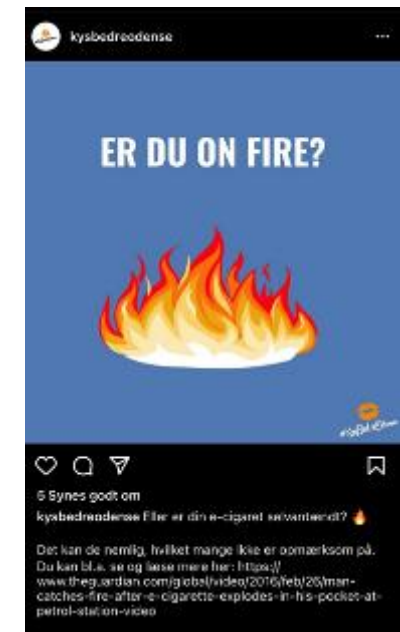 kysbedreodense
ER DU ON FIRE?
5 Synes godt om
kysbedreodense Eller er din e-cigaret selvantændt? 🔥
Det kan de nemlig, hvilket mange ikke er opmærksom på.
Du kan bl.a. se og læse mere her: https://
www.theguardian.com/global/video/2016/feb/26/man-
catches-fire-after-e-cigarette-explodes-in-his-pocket-at-
petrol-station-video